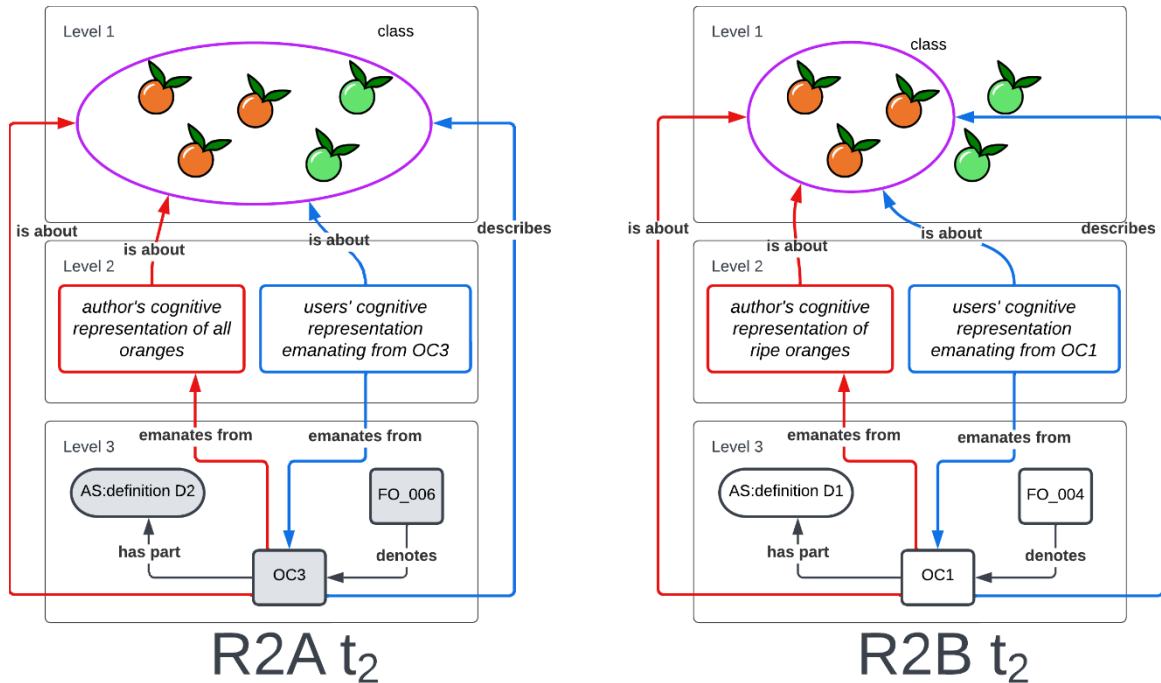 Level 1
class
is about
is about
is about
describes
Level 2
author's cognitive
representation of all
oranges
users' cognitive
representation
emanating from OC3
emanates from
emanates from
Level 3
AS:definition D2
FO_006
has part
denotes
OC3
R2A t₂
Level 1
class
is about
is about
is about
describes
Level 2
author's cognitive
representation of
ripe oranges
users' cognitive
representation
emanating from OC1
emanates from
emanates from
Level 3
AS:definition D1
FO_004
has part
denotes
OC1
R2B t₂